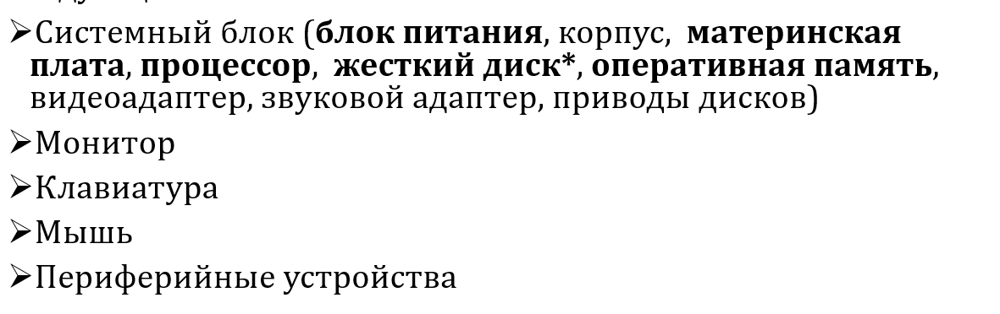 ➢Системный блок (блок питания, корпус, материнская
плата, процессор, жесткий диск*, оперативная память,
видеоадаптер, звуковой адаптер, приводы дисков)
➢Монитор
➢Клавиатура
➢Мышь
➢Периферийные устройства